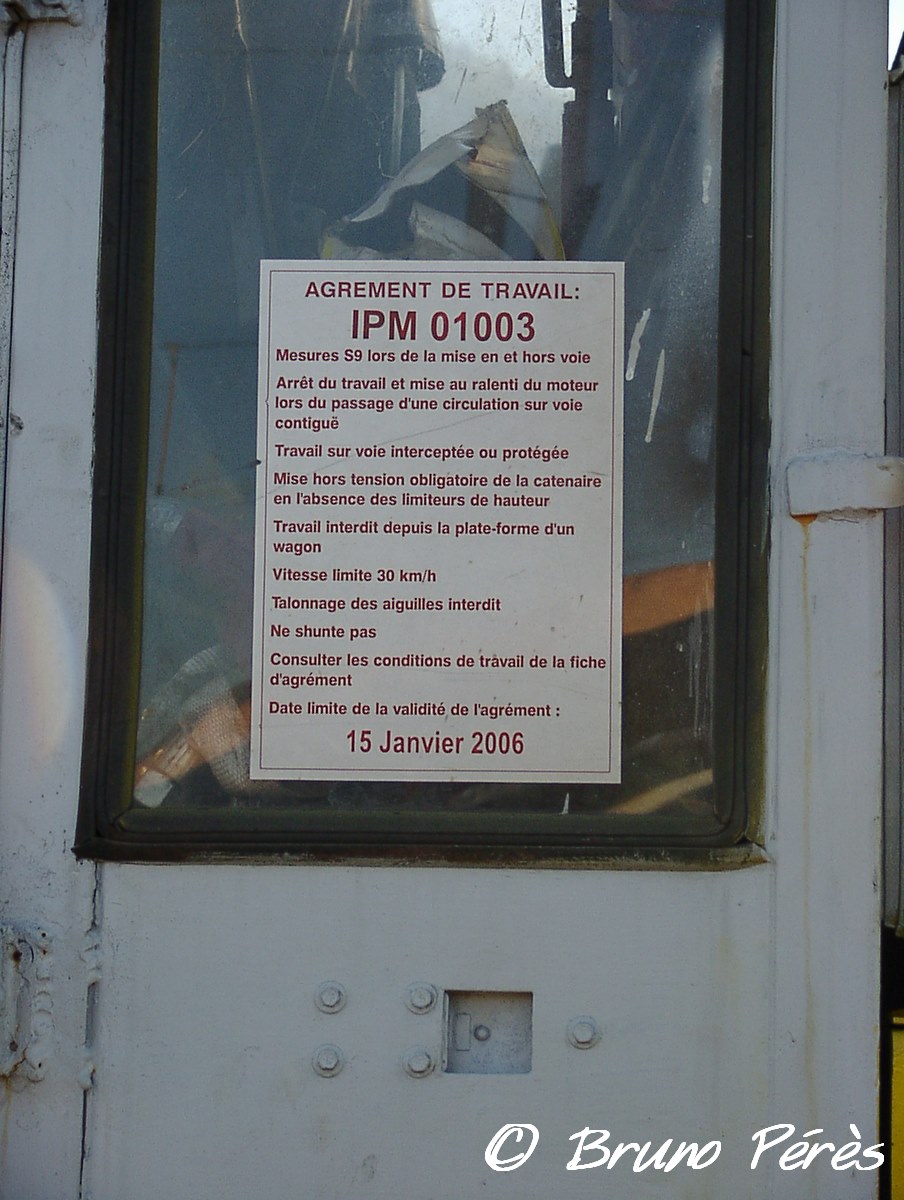 AGREMENT DE TRAVAIL:
IPM 01003
Mesures S9 lors de la mise en et hors voie
Arrêt du travail et mise au ralenti du moteur
lors du passage d'une circulation sur voie
contiguë
Travail sur voie interceptée ou protégée
Mise hors tension obligatoire de la catenaire
en l'absence des limiteurs de hauteur
Travail interdit depuis la plate-forme d'un
wagon
Vitesse limite 30 km/h
Talonnage des aiguilles interdit
Ne shunte pas
Consulter les conditions de travail de la fiche
d'agrément
Date limite de la validité de l'agrément :
15 Janvier 2006
© Bruno Pérès